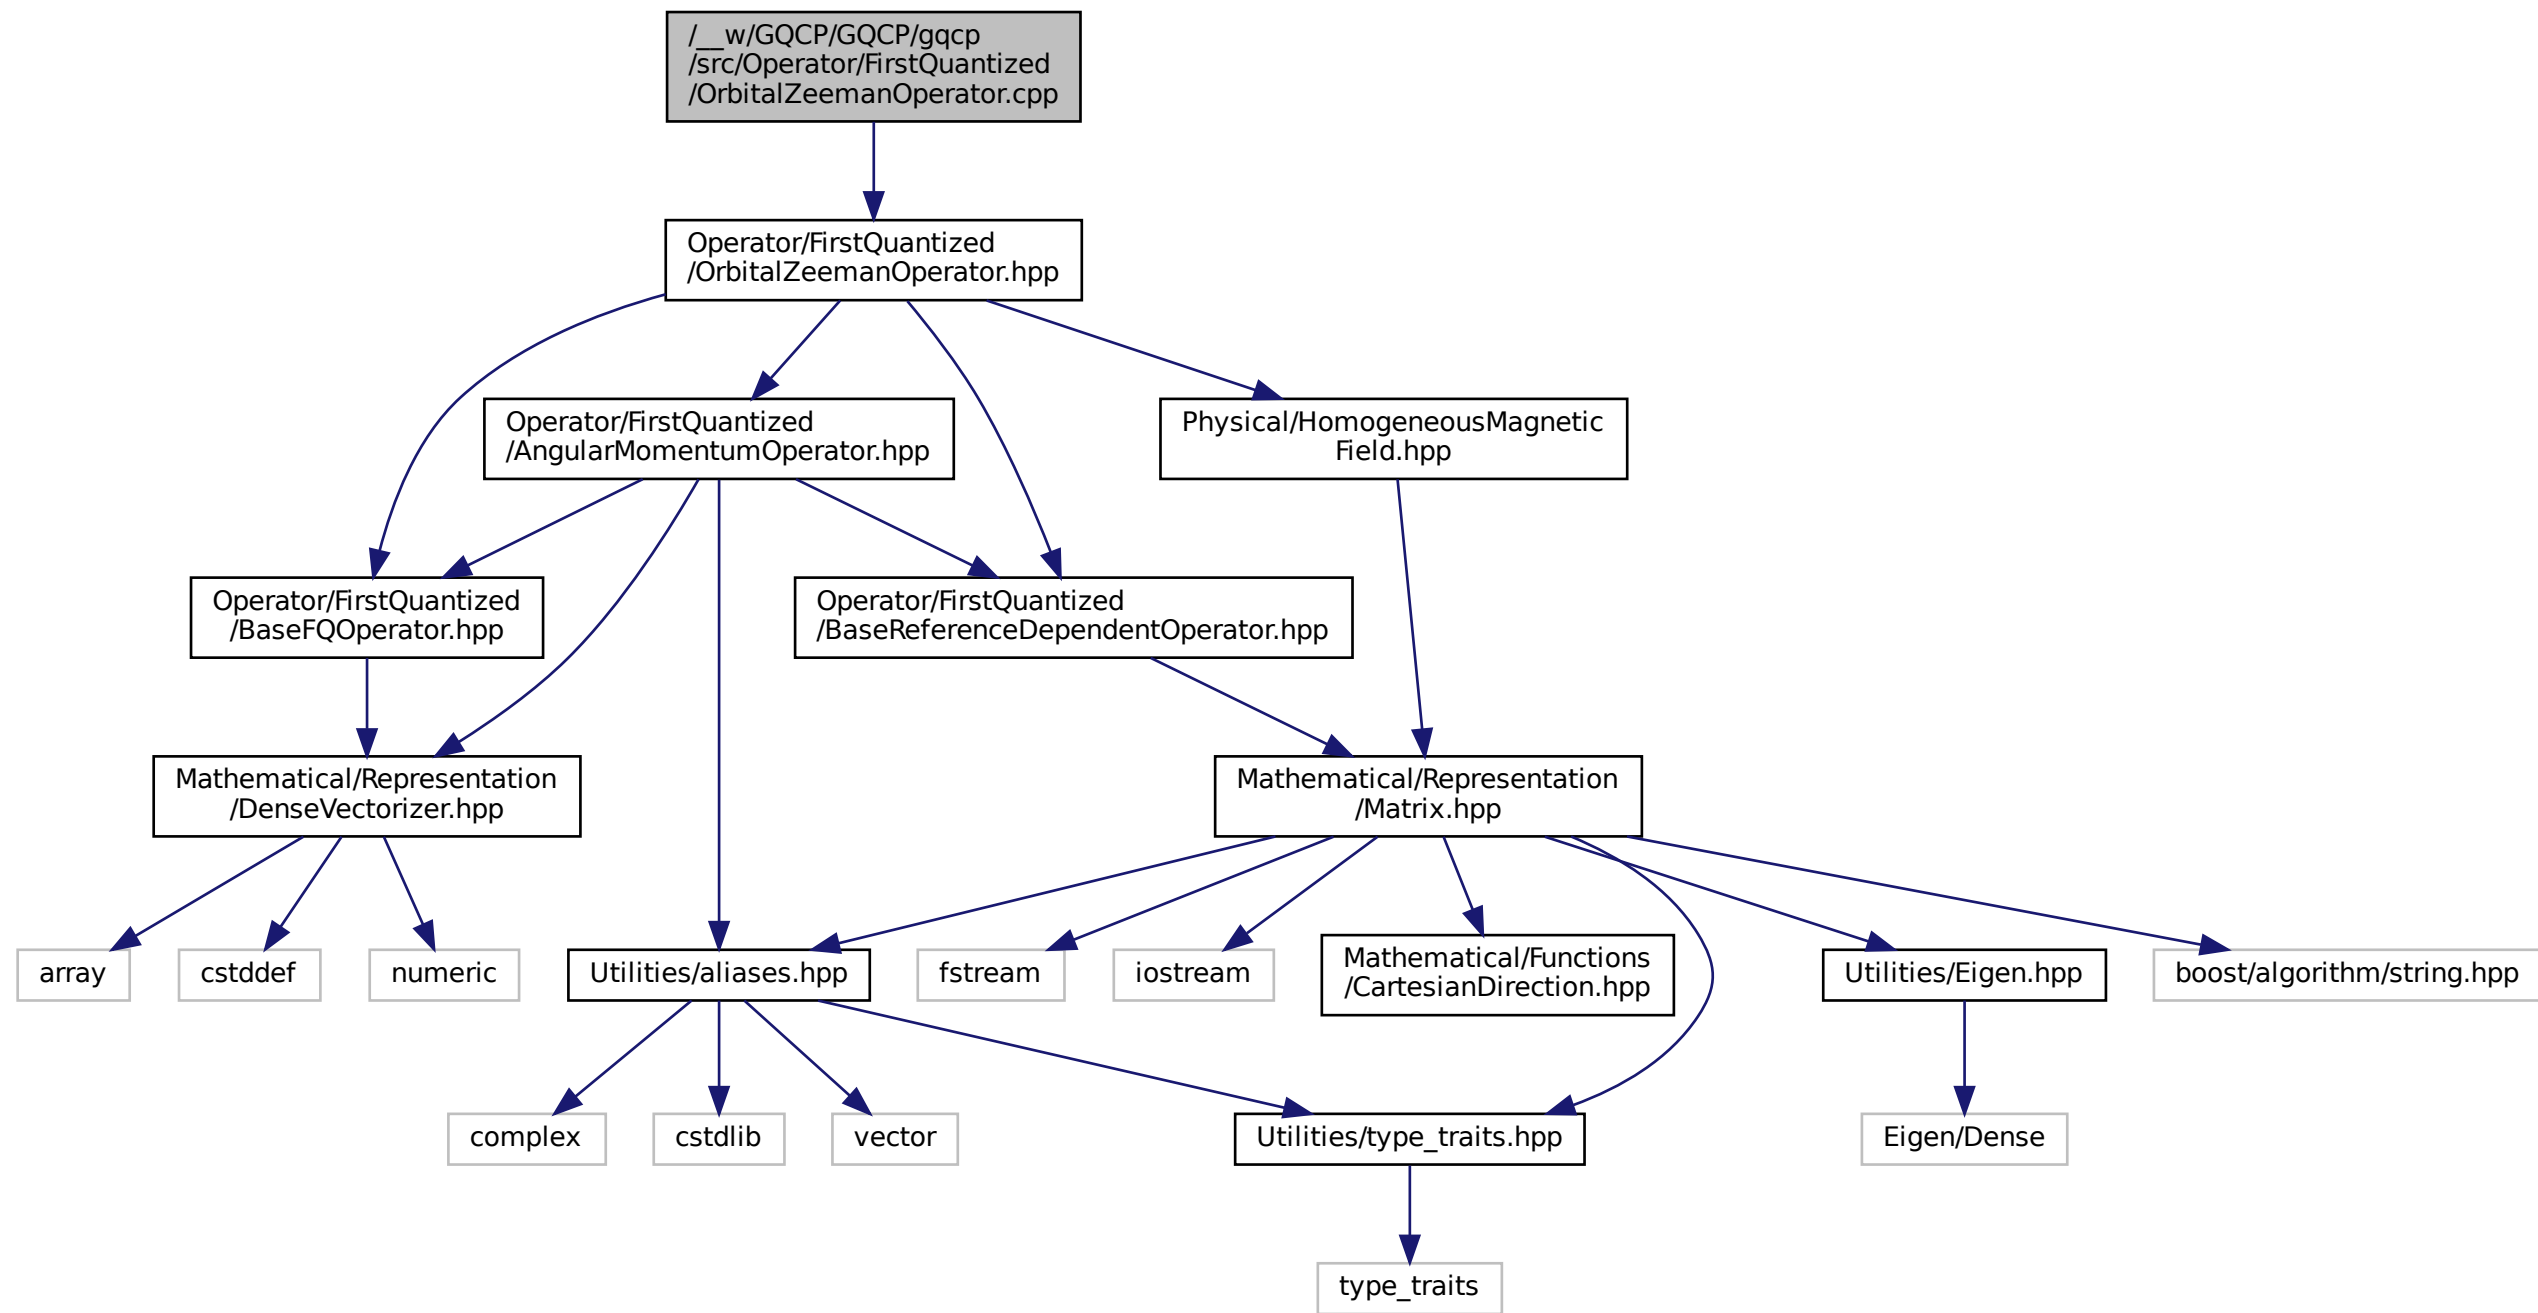 /__w/GQCP/GQCP/gqcp
/src/Operator/FirstQuantized
/OrbitalZeemanOperator.cpp
Operator/FirstQuantized
/OrbitalZeemanOperator.hpp
Operator/FirstQuantized
/AngularMomentumOperator.hpp
Physical/HomogeneousMagnetic
Field.hpp
Operator/FirstQuantized
/BaseFQOperator.hpp
Operator/FirstQuantized
/BaseReferenceDependentOperator.hpp
Mathematical/Representation
/DenseVectorizer.hpp
Mathematical/Representation
/Matrix.hpp
array
cstddef
numeric
Utilities/aliases.hpp
fstream
iostream
Mathematical/Functions
/CartesianDirection.hpp
Utilities/Eigen.hpp
boost/algorithm/string.hpp
complex
cstdlib
vector
Utilities/type_traits.hpp
Eigen/Dense
type_traits